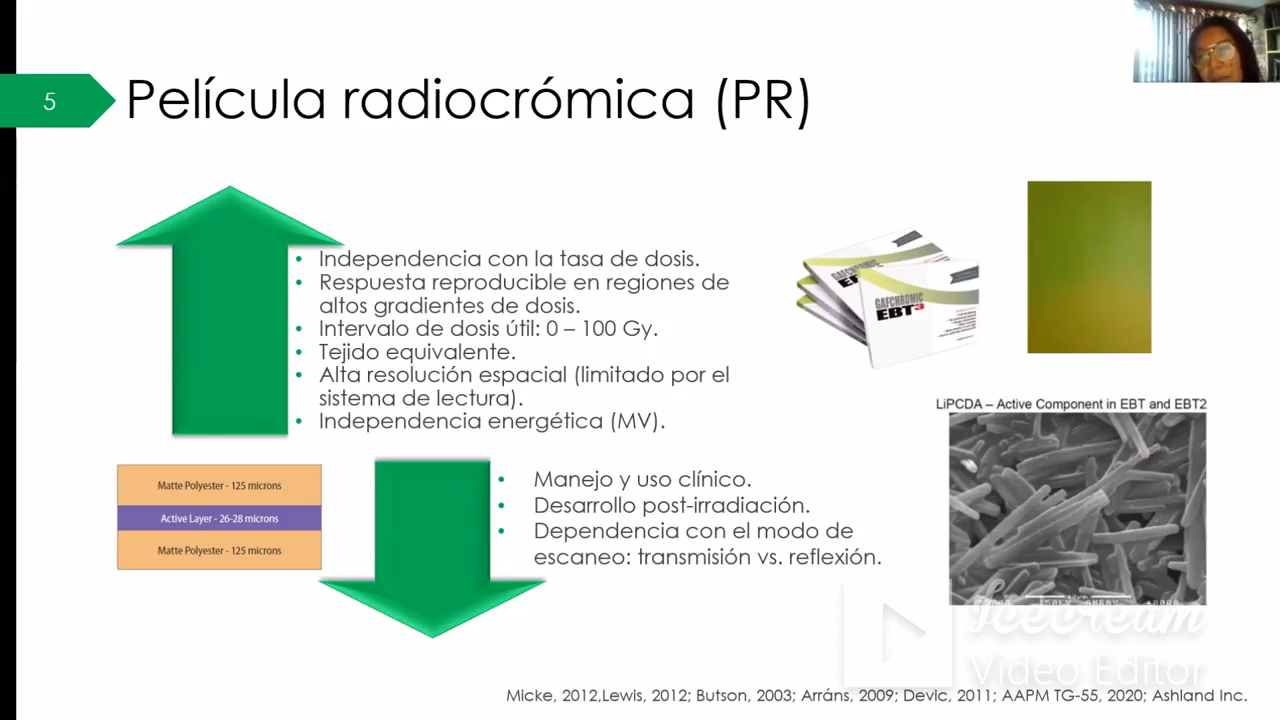 5
Película radiocrómica (PR)
• Independencia con la tasa de dosis.
• Respuesta reproducible en regiones de
altos gradientes de dosis.
• Intervalo de dosis útil: 0 – 100 Gy.
• Tejido equivalente.
• Alta resolución espacial (limitado por el
sistema de lectura).
• Independencia energética (MV).
GAFCHROMIC
EBT
GAFCHROMIC
EBT-3
LiPCDA – Active Component in EBT and EBT2
Matte Polyester - 125 microns
Active Layer - 26-28 microns
Matte Polyester - 125 microns
• Manejo y uso clínico.
• Desarrollo post-irradiación.
• Dependencia con el modo de
escaneo: transmisión vs. reflexión.
Icecream
Video Editor
Micke, 2012,Lewis, 2012; Butson, 2003; Arráns, 2009; Devic, 2011; AAPM TG-55, 2020; Ashland Inc.